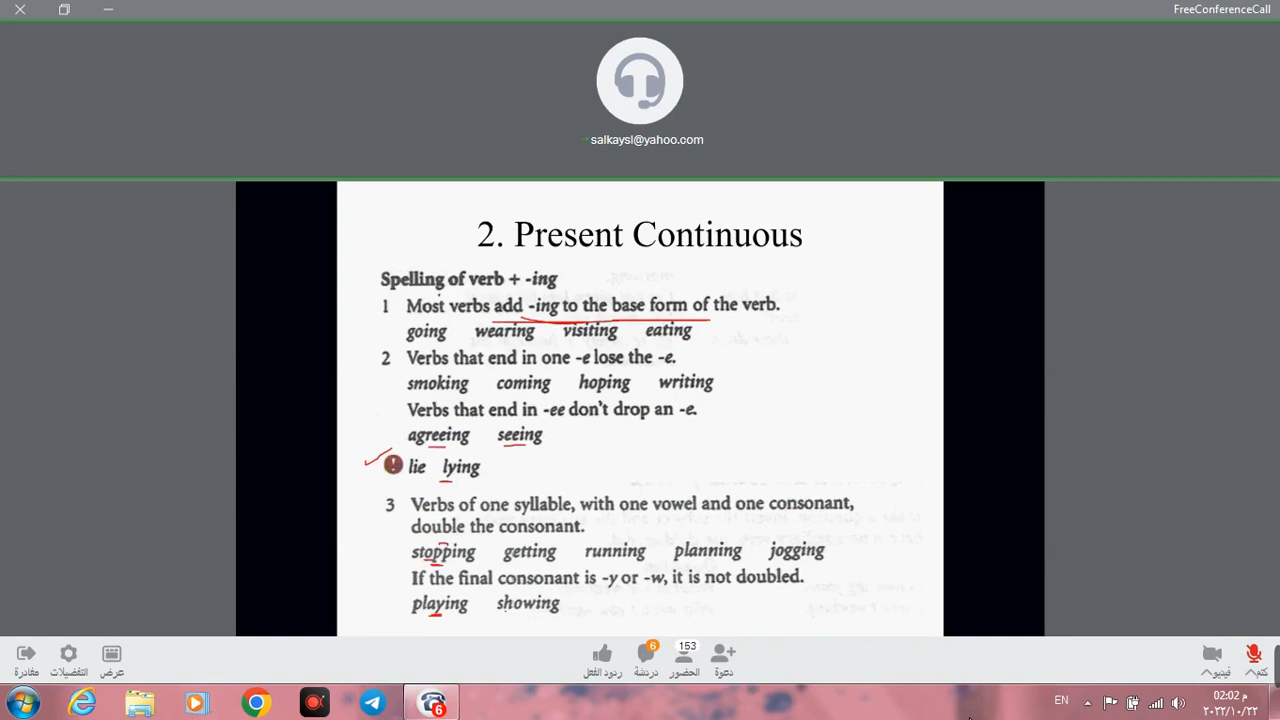 FreeConferenceCall
salkaysl@yahoo.com
2. Present Continuous
Spelling of verb + -ing
1 Most verbs add -ing to the base form of the verb.
going wearing visiting eating
2 Verbs that end in one -e lose the -e.
smoking coming hoping writing
Verbs that end in -ee don't drop an -e.
agreeing seeing
! lie lying
3 Verbs of one syllable, with one vowel and one consonant,
double the consonant.
stopping getting running planning jogging
If the final consonant is -y or -w, it is not doubled.
playing showing
6
153
مغادرة
التفضيلات
عرض
ردود الفعل
دردشة
الحضور
دعوة
فيديو
كتم
6
EN
02:02 م
٢٠٢٢/١٠/٢٢